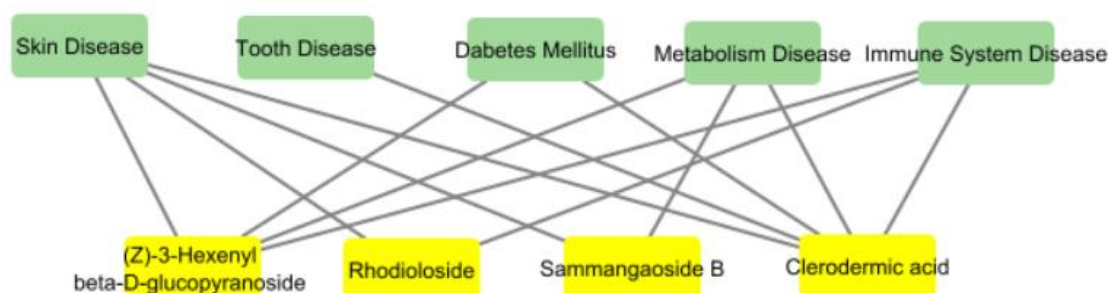 Skin Disease
Tooth Disease
Dabetes Mellitus
Metabolism Disease
Immune System Disease
(Z)-3-Hexenyl
beta-D-glucopyranoside
Rhodioloside
Sammangaoside B
Clerodermic acid